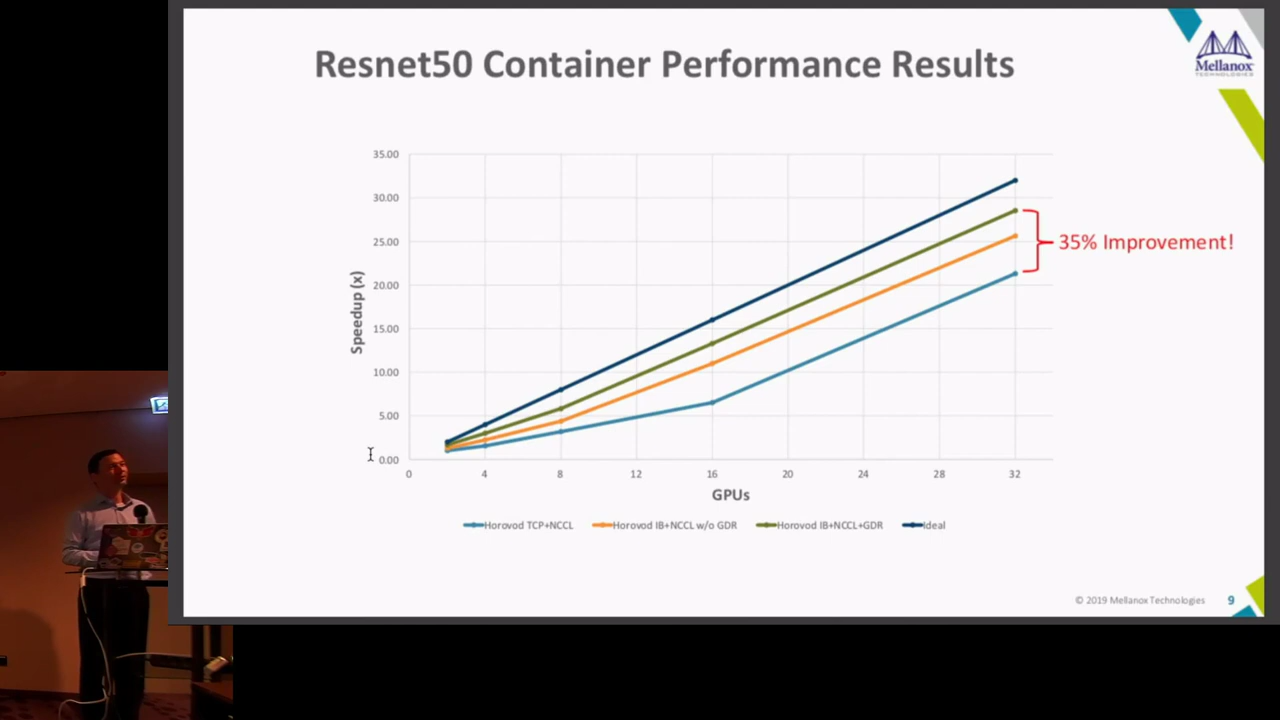 Resnet50 Container Performance Results
Mellanox
TECHNOLOGIES
35.00
30.00
25.00
20.00
15.00
10.00
5.00
0.00
Speedup (x)
0 4 8 12 16 20 24 28 32
GPUs
35% Improvement!
Horovod TCP+NCCL Horovod IB+NCCL w/o GDR Horovod IB+NCCL+GDR Ideal
© 2019 Mellanox Technologies 9